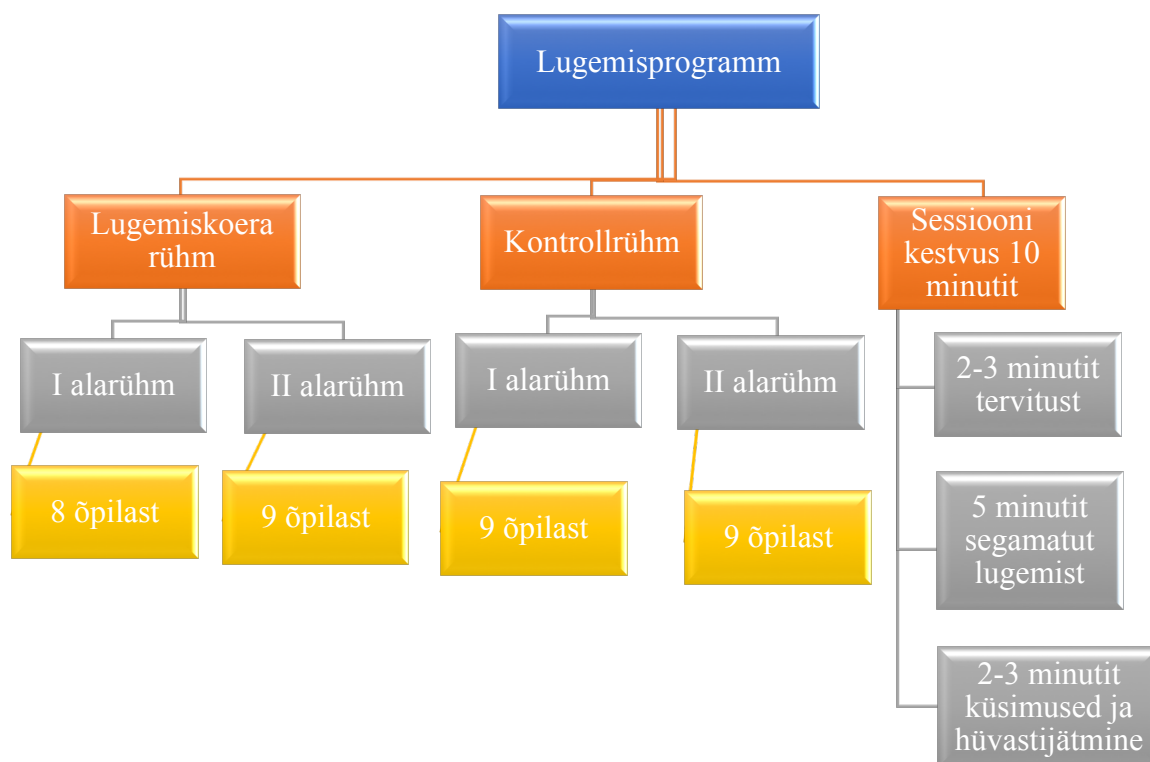 Lugemisprogramm
Lugemiskoera
rühm
Kontrollrühm
Sessiooni
kestvus 10
minutit
I alarühm
II alarühm
I alarühm
II alarühm
2-3 minutit
tervitust
8 õpilast
9 õpilast
9 õpilast
9 õpilast
5 minutit
segamatut
lugemist
2-3 minutit
küsimused ja
hüvastijätmine